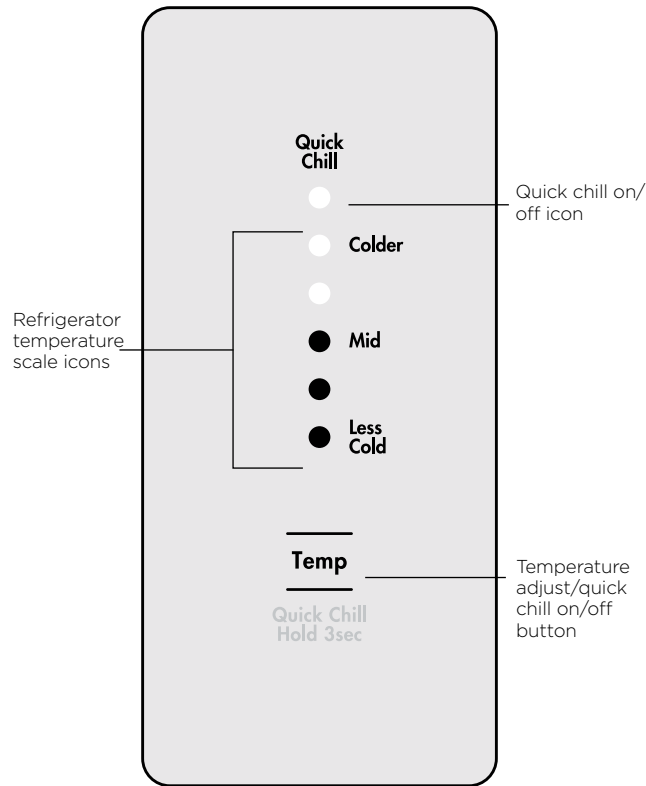 Quick
Chill
Quick chill on/
off icon
Colder
Refrigerator
temperature
scale icons
Mid
Less
Cold
Temp
Temperature
adjust/quick
chill on/off
button
Quick Chill
Hold 3sec